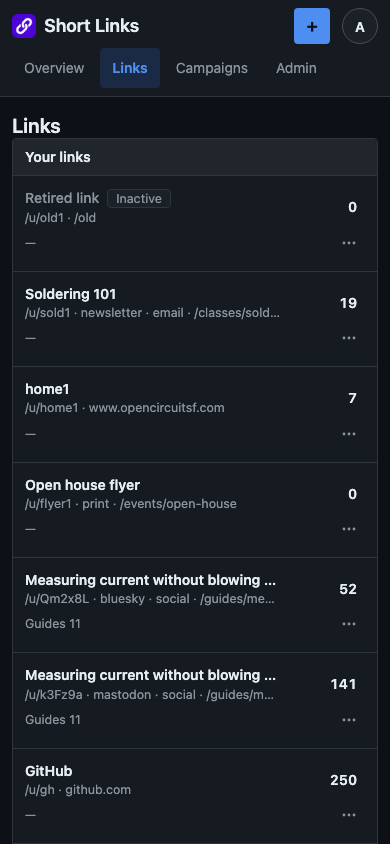 Short Links
+
A
Overview Links Campaigns Admin
Links
Your links
Retired link Inactive
0
/u/old1 · /old
—
Soldering 101
19
/u/sold1 · newsletter · email · /classes/sold…
—
home1
7
/u/home1 · www.opencircuitsf.com
—
Open house flyer
0
/u/flyer1 · print · /events/open-house
—
Measuring current without blowing …
52
/u/Qm2x8L · bluesky · social · /guides/me…
Guides 11
Measuring current without blowing …
141
/u/k3Fz9a · mastodon · social · /guides/m…
Guides 11
GitHub
250
/u/gh · github.com
—